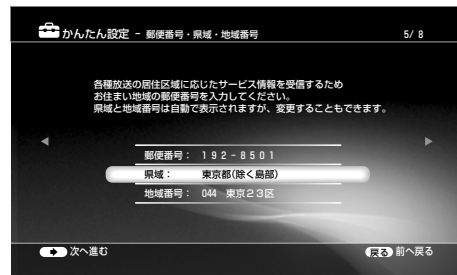 かんたん設定 - 郵便番号・県域・地域番号 5/ 8
各種放送の居住区域に応じたサービス情報を受信するため
お住まい地域の郵便番号を入力してください。
県域と地域番号は自動で表示されますが、変更することもできます。
郵便番号： 192-8501
県域： 東京都(除く島部)
地域番号： 044 東京23区
次へ進む 戻る 前へ戻る